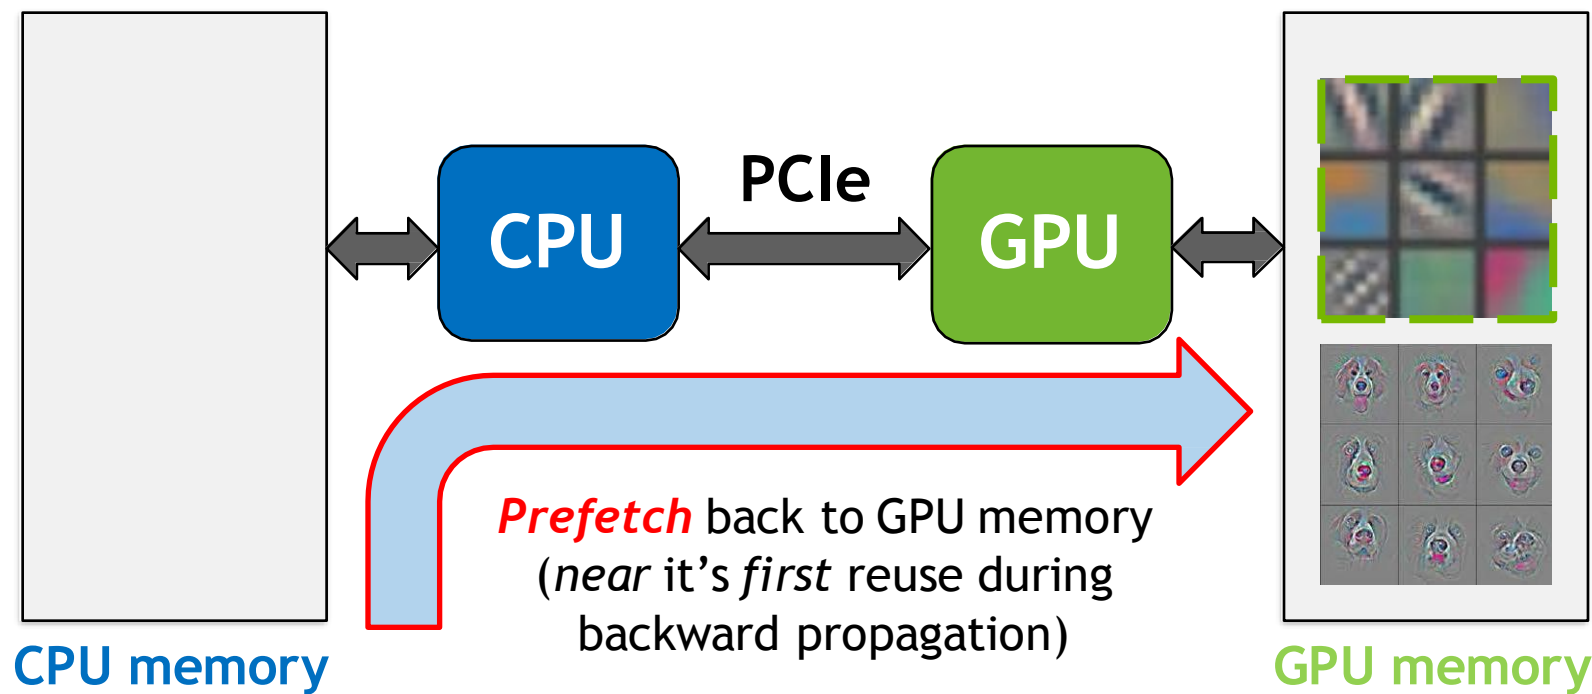 PCIe
CPU
GPU
Prefetch back to GPU memory
(near it’s first reuse during
backward propagation)
CPU memory
GPU memory